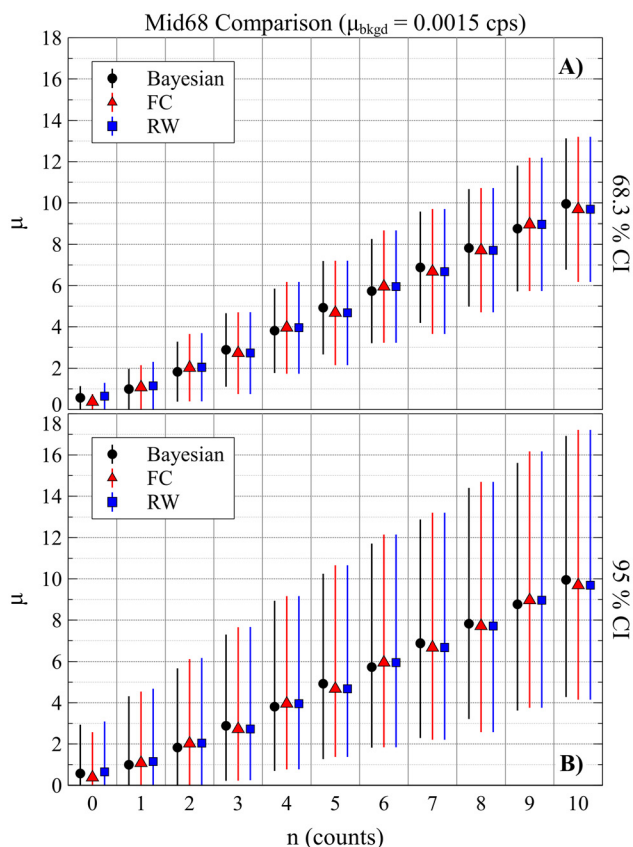 Mid68 Comparison (μbkgd = 0.0015 cps)
18
16
14
12
10
8
6
4
2
0
μ
Bayesian
FC
RW
A)
68.3 % CI
18
16
14
12
10
8
6
4
2
0
μ
Bayesian
FC
RW
B)
95 % CI
0 1 2 3 4 5 6 7 8 9 10
n (counts)